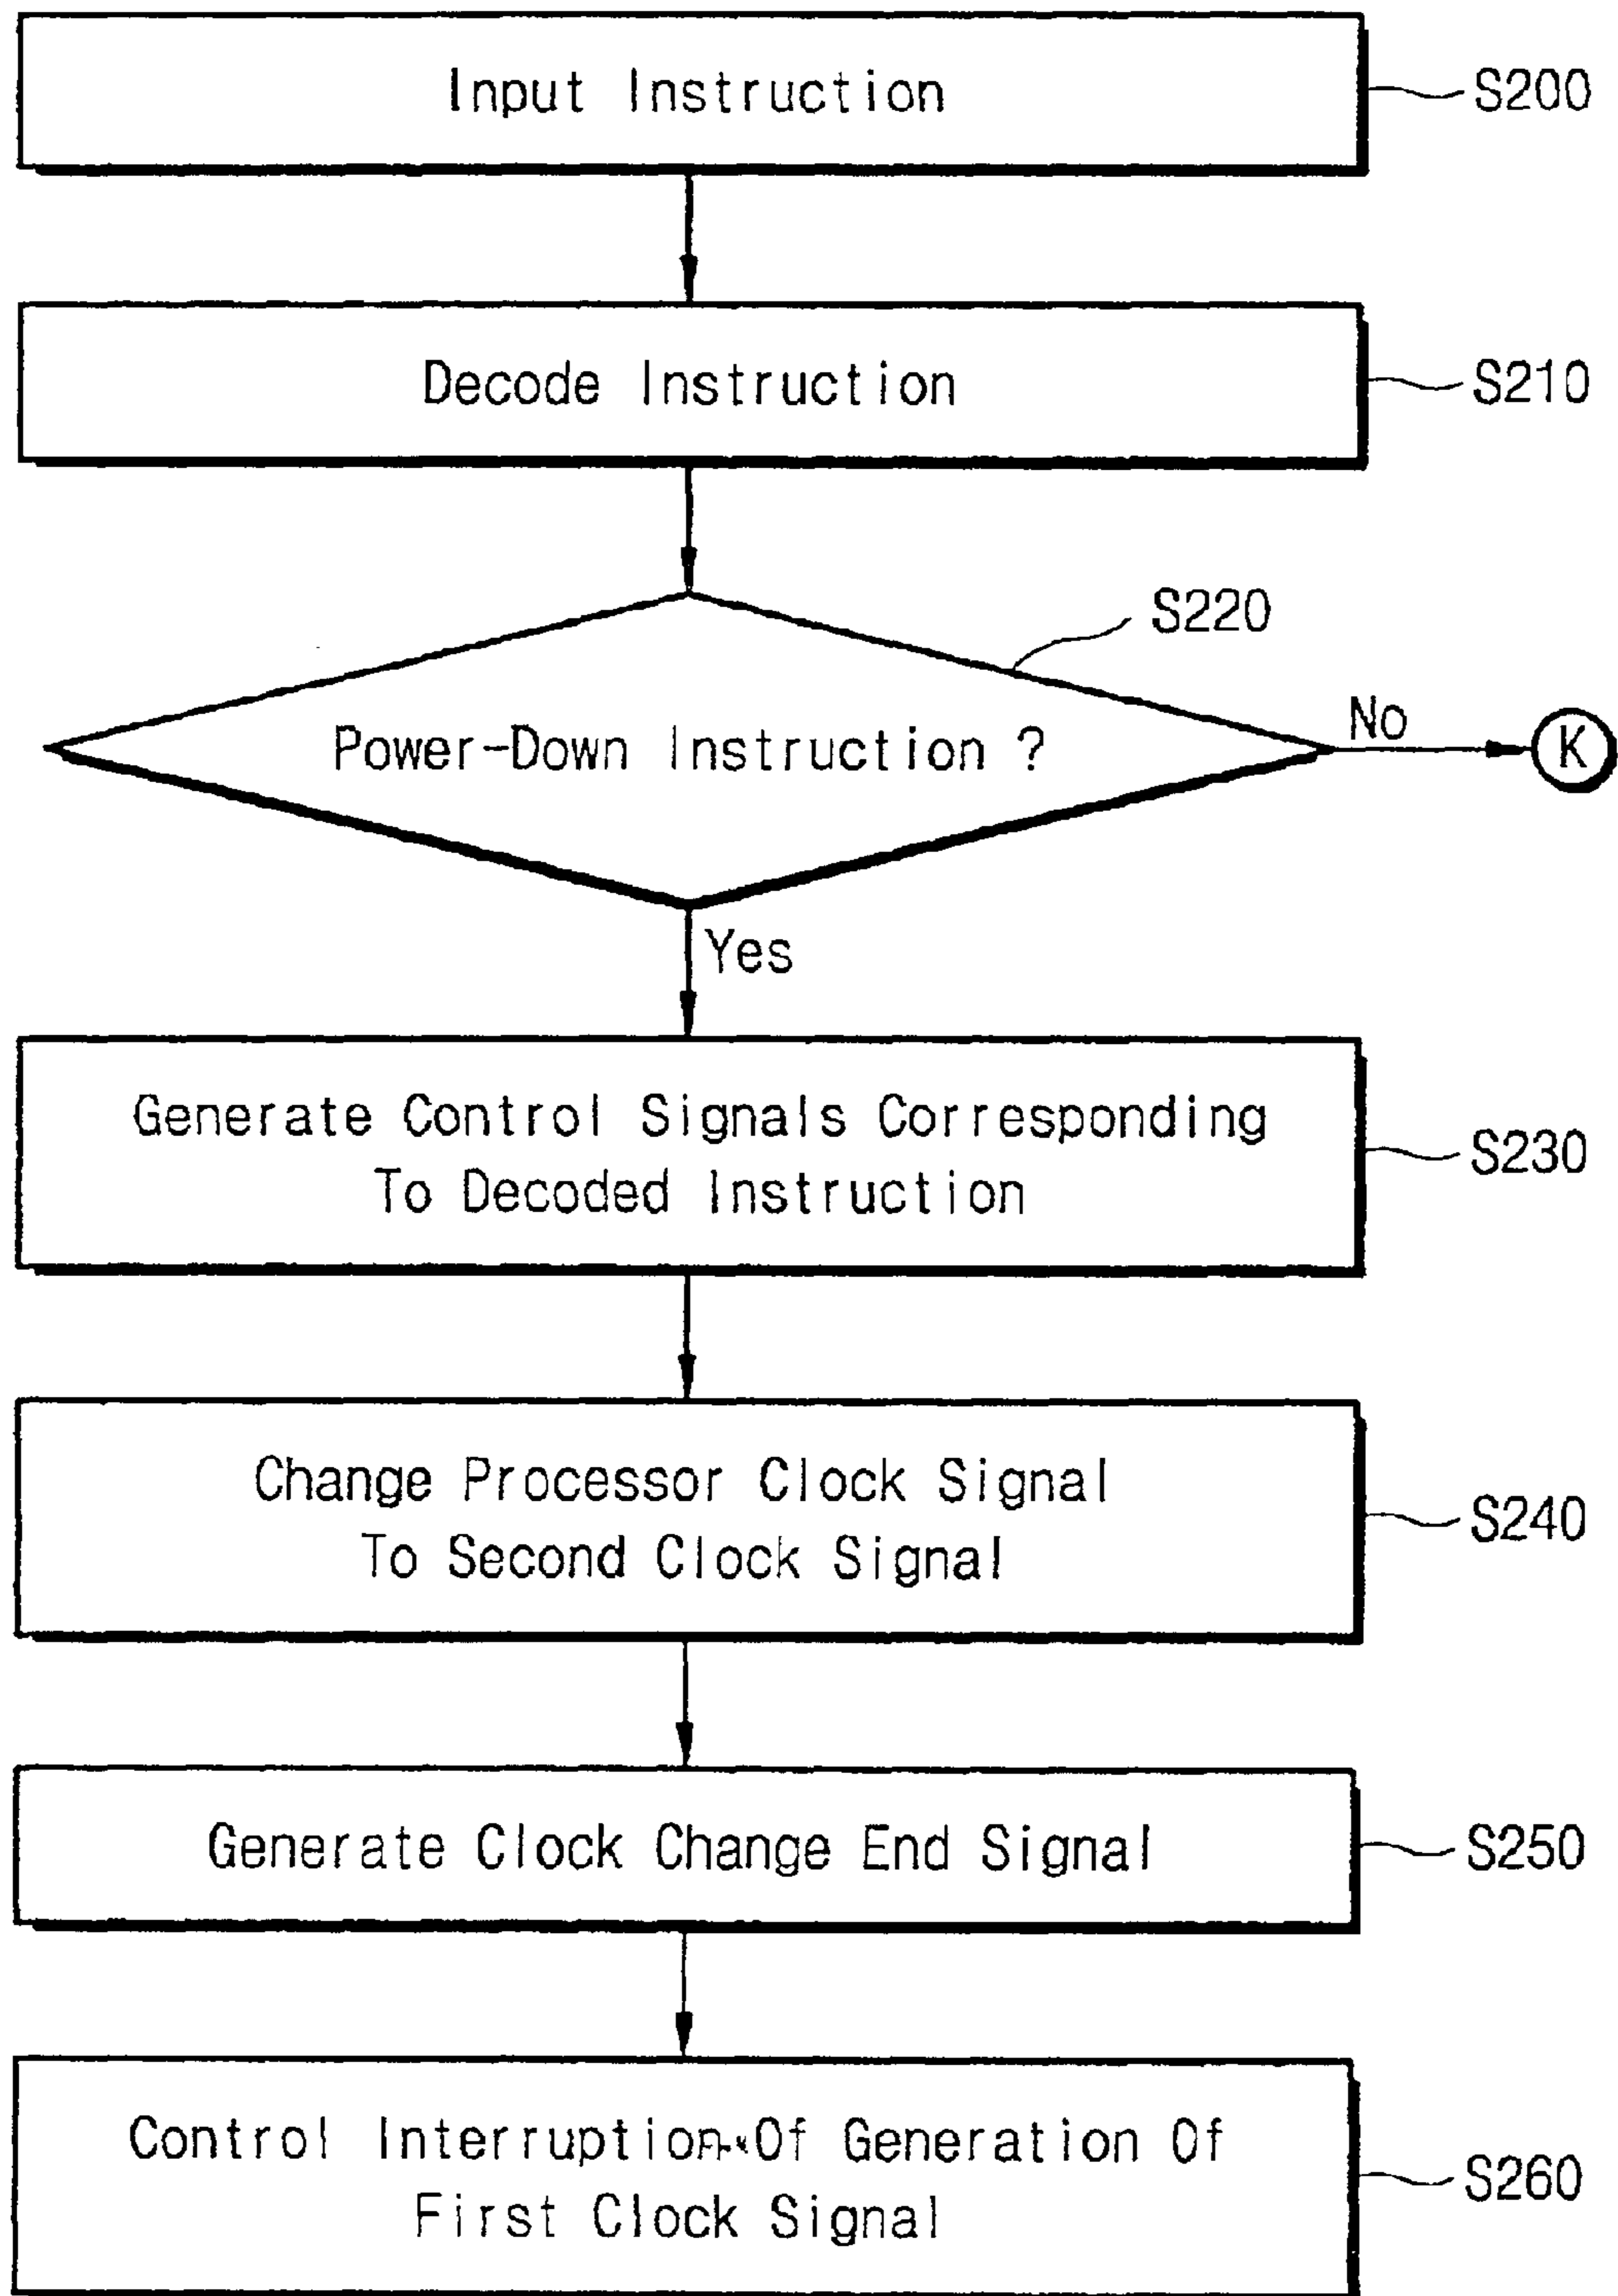 Input Instruction
S200
Decode Instruction
S210
S220
Power-Down Instruction ?
No
K
Yes
Generate Control Signals Corresponding
To Decoded Instruction
S230
Change Processor Clock Signal
To Second Clock Signal
S240
Generate Clock Change End Signal
S250
Control Interruption Of Generation Of
First Clock Signal
S260